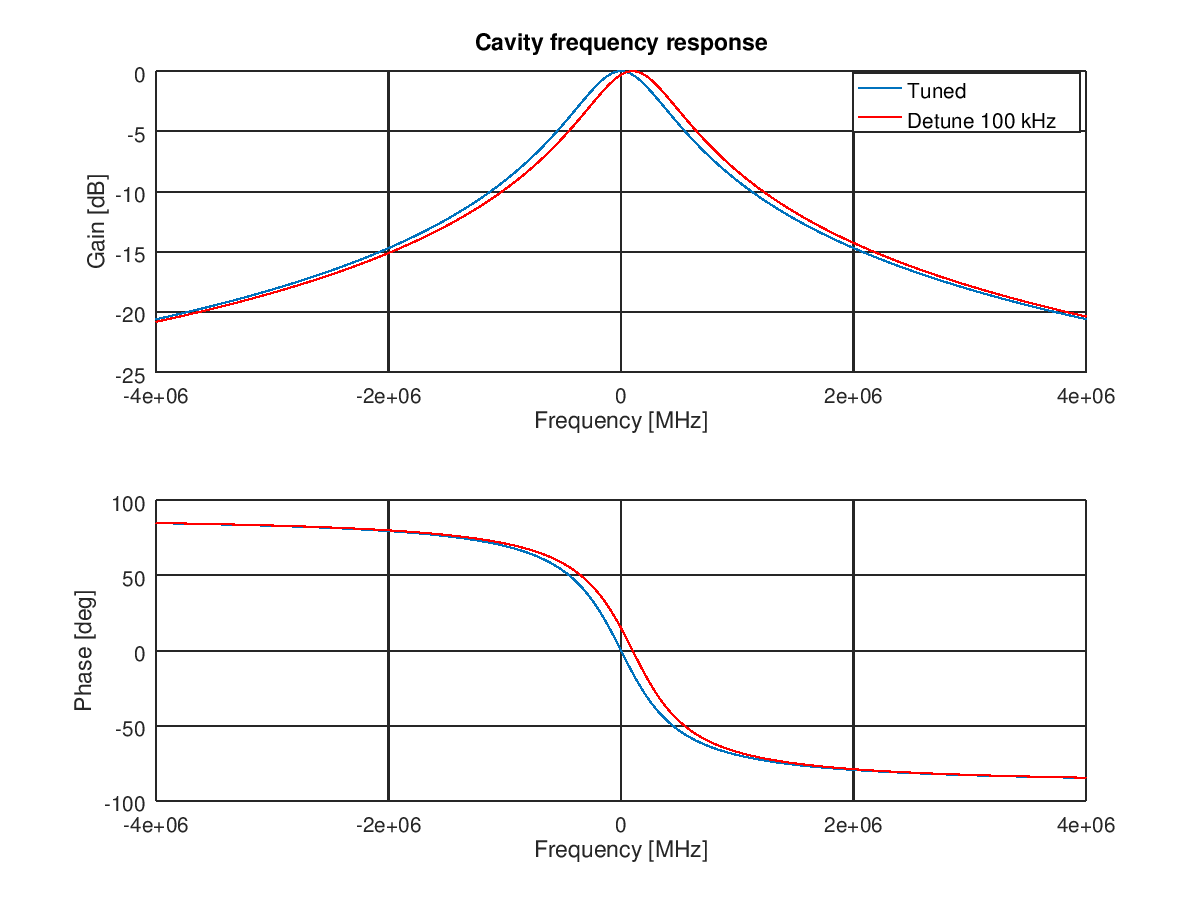 Cavity frequency response
0
-5
-10
-15
-20
-25
Gain [dB]
Tuned
Detune 100 kHz
-4e+06 -2e+06 0 2e+06 4e+06
Frequency [MHz]
100
50
0
-50
-100
Phase [deg]
-4e+06 -2e+06 0 2e+06 4e+06
Frequency [MHz]